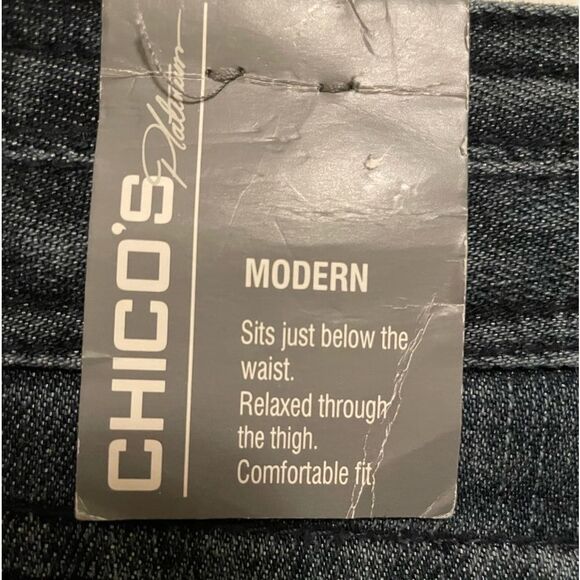 CHICO'S Platinum
MODERN
Sits just below the
waist.
Relaxed through
the thigh.
Comfortable fit.